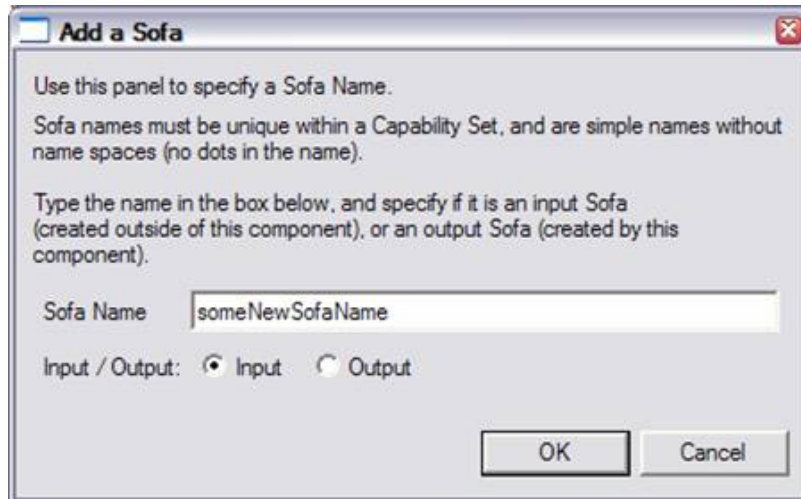 Add a Sofa
Use this panel to specify a Sofa Name.
Sofa names must be unique within a Capability Set, and are simple names without
name spaces (no dots in the name).
Type the name in the box below, and specify if it is an input Sofa
(created outside of this component), or an output Sofa (created by this
component).
Sofa Name someNewSofaName
Input / Output: Input Output
OK Cancel